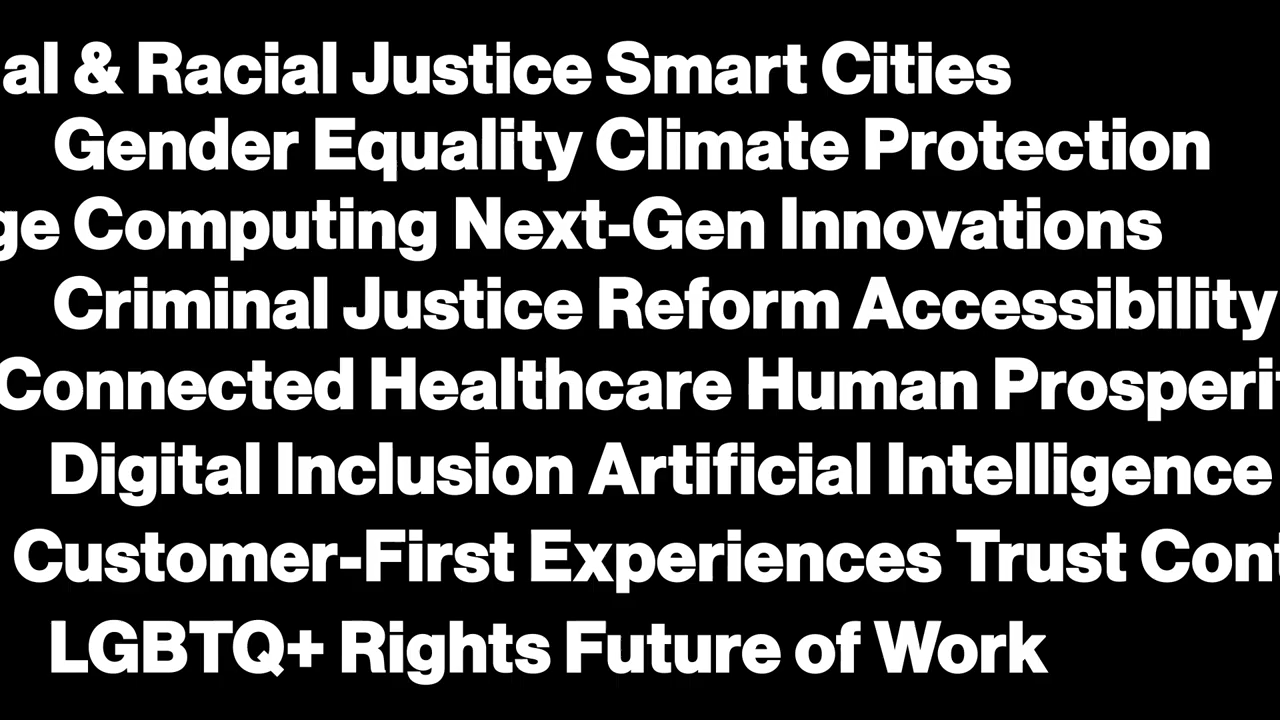 al & Racial Justice Smart Cities
Gender Equality Climate Protection
ge Computing Next-Gen Innovations
Criminal Justice Reform Accessibility
Connected Healthcare Human Prosperit
Digital Inclusion Artificial Intelligence
Customer-First Experiences Trust Cont
LGBTQ+ Rights Future of Work